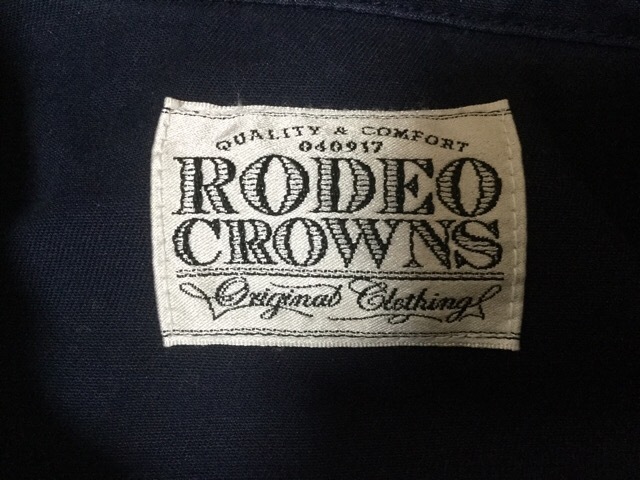 QUALITY & COMFORT
040917
RODEO
CROWNS
Original Clothing